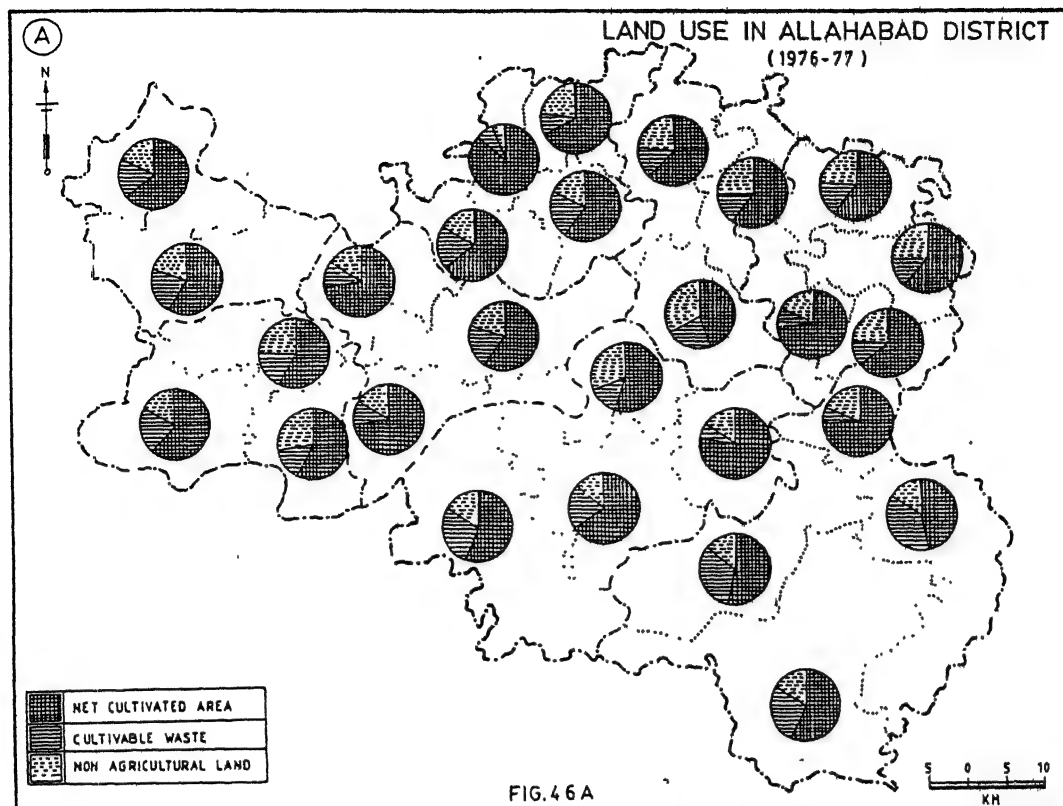 A
LAND USE IN ALLAHABAD DISTRICT
(1976-77)
N
NET CULTIVATED AREA
CULTIVABLE WASTE
NON AGRICULTURAL LAND
5 0 5 10
KM
FIG.46A